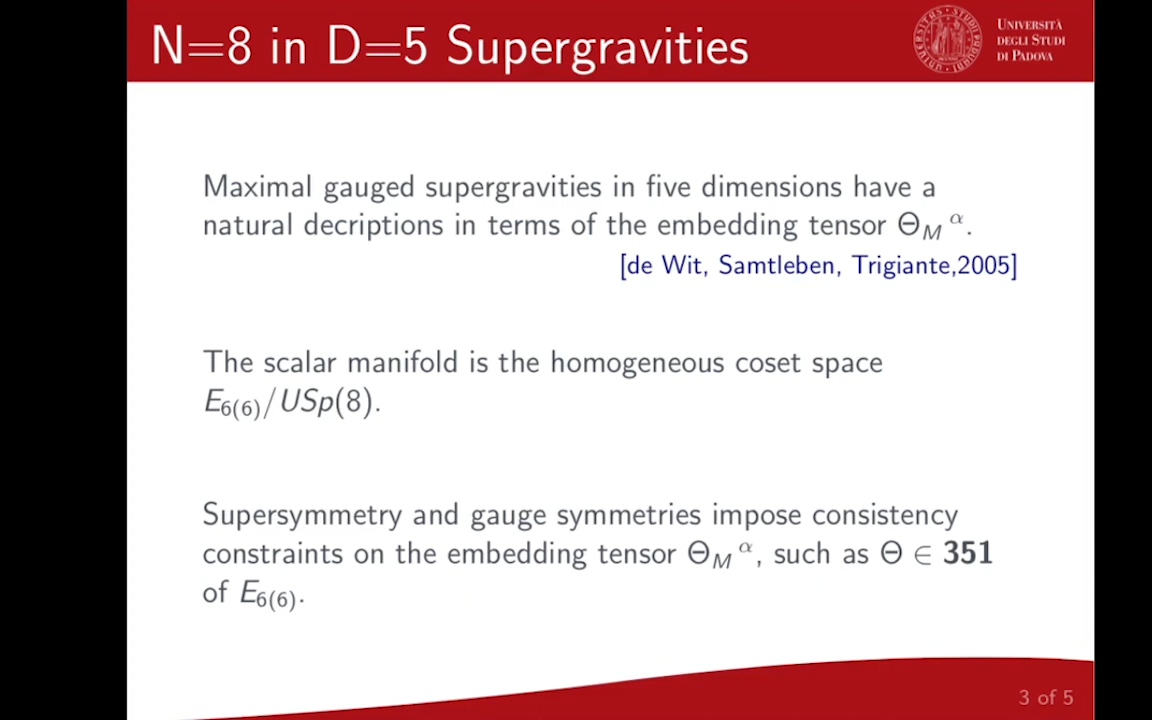 N=8 in D=5 Supergravities
UNIVERSITÀ
DEGLI STUDI
DI PADOVA
Maximal gauged supergravities in five dimensions have a
natural decriptions in terms of the embedding tensor Θ_M^α.
[de Wit, Samtleben, Trigiante,2005]
The scalar manifold is the homogeneous coset space
E₆₍₆₎/USp(8).
Supersymmetry and gauge symmetries impose consistency
constraints on the embedding tensor Θ_M^α, such as Θ ∈ 351
of E₆₍₆₎.
3 of 5